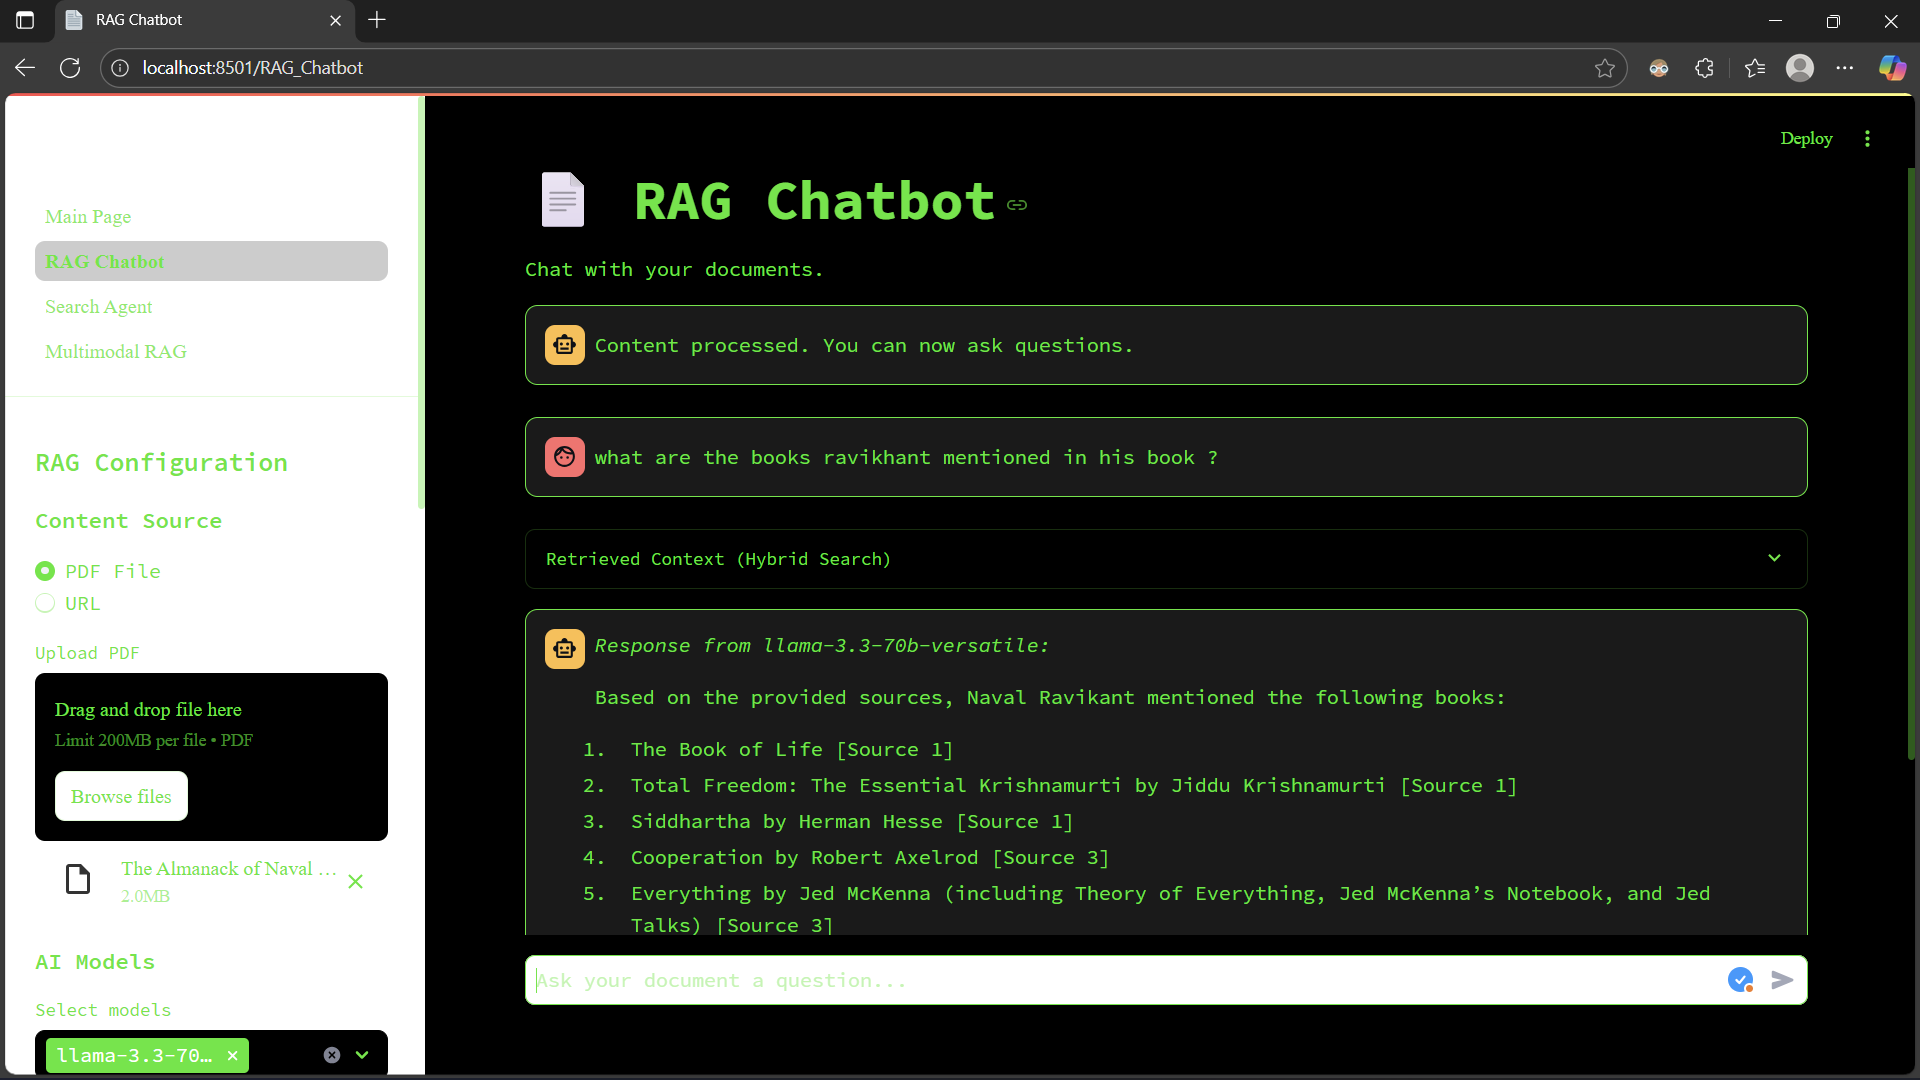 RAG Chatbot
localhost:8501/RAG_Chatbot
Deploy
Main Page
RAG Chatbot
Search Agent
Multimodal RAG
RAG Configuration
Content Source
PDF File
URL
Upload PDF
Drag and drop file here
Limit 200MB per file • PDF
Browse files
The Almanack of Naval ...
2.0MB
AI Models
Select models
llama-3.3-70...
RAG Chatbot
Chat with your documents.
Content processed. You can now ask questions.
what are the books ravikhant mentioned in his book ?
Retrieved Context (Hybrid Search)
Response from llama-3.3-70b-versatile:
Based on the provided sources, Naval Ravikant mentioned the following books:
1. The Book of Life [Source 1]
2. Total Freedom: The Essential Krishnamurti by Jiddu Krishnamurti [Source 1]
3. Siddhartha by Herman Hesse [Source 1]
4. Cooperation by Robert Axelrod [Source 3]
5. Everything by Jed McKenna (including Theory of Everything, Jed McKenna’s Notebook, and Jed
Talks) [Source 3]
Ask your document a question...